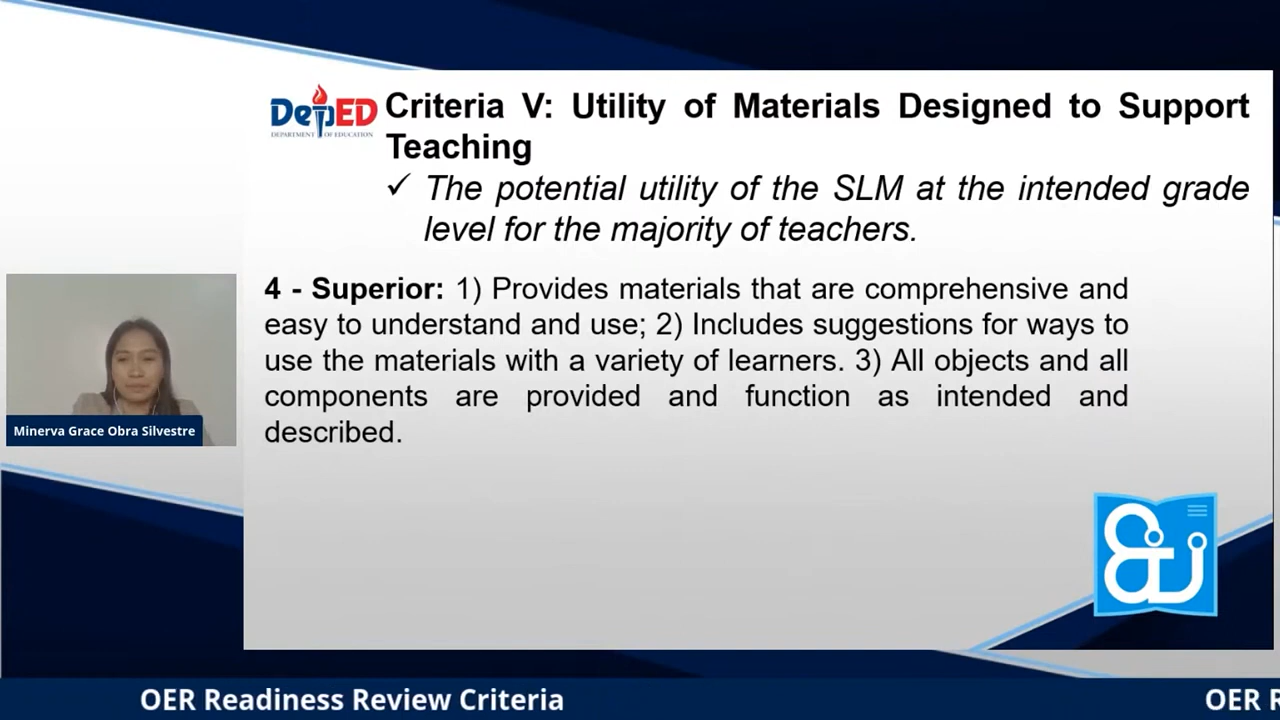 DepED
DEPARTMENT OF EDUCATION
Criteria V: Utility of Materials Designed to Support
Teaching
✓ The potential utility of the SLM at the intended grade
level for the majority of teachers.
4 - Superior: 1) Provides materials that are comprehensive and
easy to understand and use; 2) Includes suggestions for ways to
use the materials with a variety of learners. 3) All objects and all
components are provided and function as intended and
described.
Minerva Grace Obra Silvestre
OER Readiness Review Criteria
OER